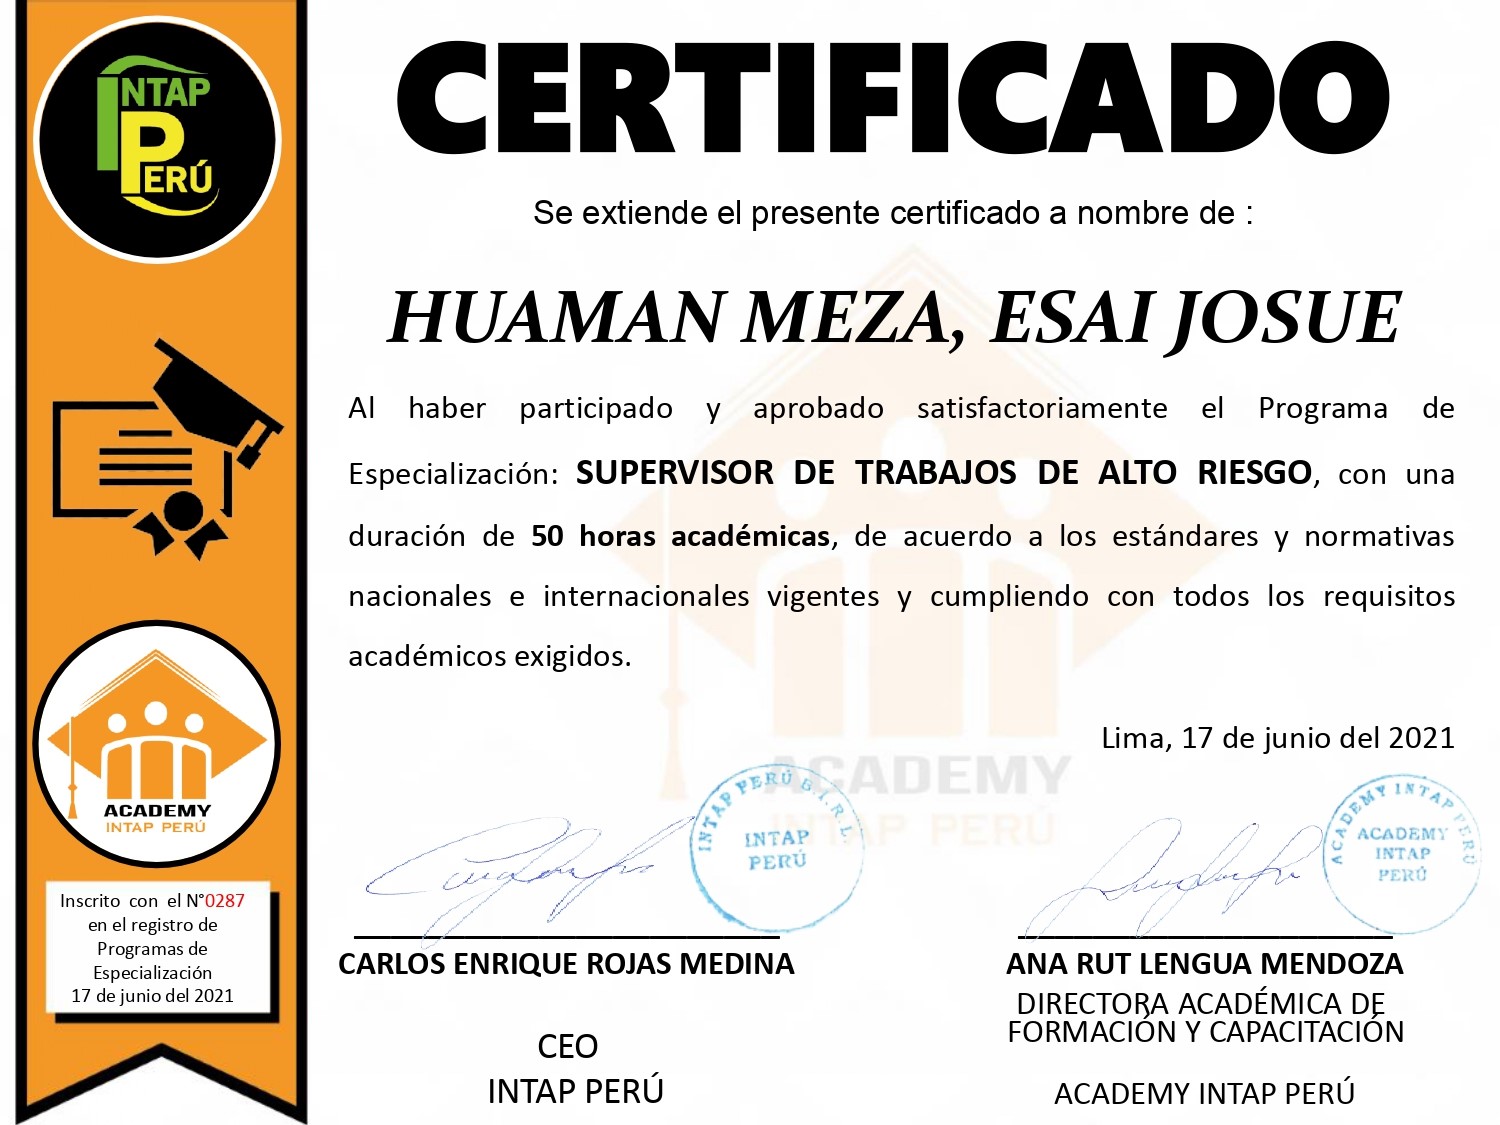 INTAP
PERÚ
CERTIFICADO
Se extiende el presente certificado a nombre de :
HUAMAN MEZA, ESAI JOSUE
Al haber participado y aprobado satisfactoriamente el Programa de
Especialización: SUPERVISOR DE TRABAJOS DE ALTO RIESGO, con una
duración de 50 horas académicas, de acuerdo a los estándares y normativas
nacionales e internacionales vigentes y cumpliendo con todos los requisitos
académicos exigidos.
Lima, 17 de junio del 2021
ACADEMY
INTAP PERÚ
ACADEMY
INTAP PERÚ
INTAP PERÚ E.I.R.L
INTAP
PERÚ
ACADEMY INTAP PERÚ
ACADEMY
INTAP
PERÚ
Inscrito con el N°0287
en el registro de
Programas de
Especialización
17 de junio del 2021
CARLOS ENRIQUE ROJAS MEDINA
CEO
INTAP PERÚ
ANA RUT LENGUA MENDOZA
DIRECTORA ACADÉMICA DE
FORMACIÓN Y CAPACITACIÓN
ACADEMY INTAP PERÚ